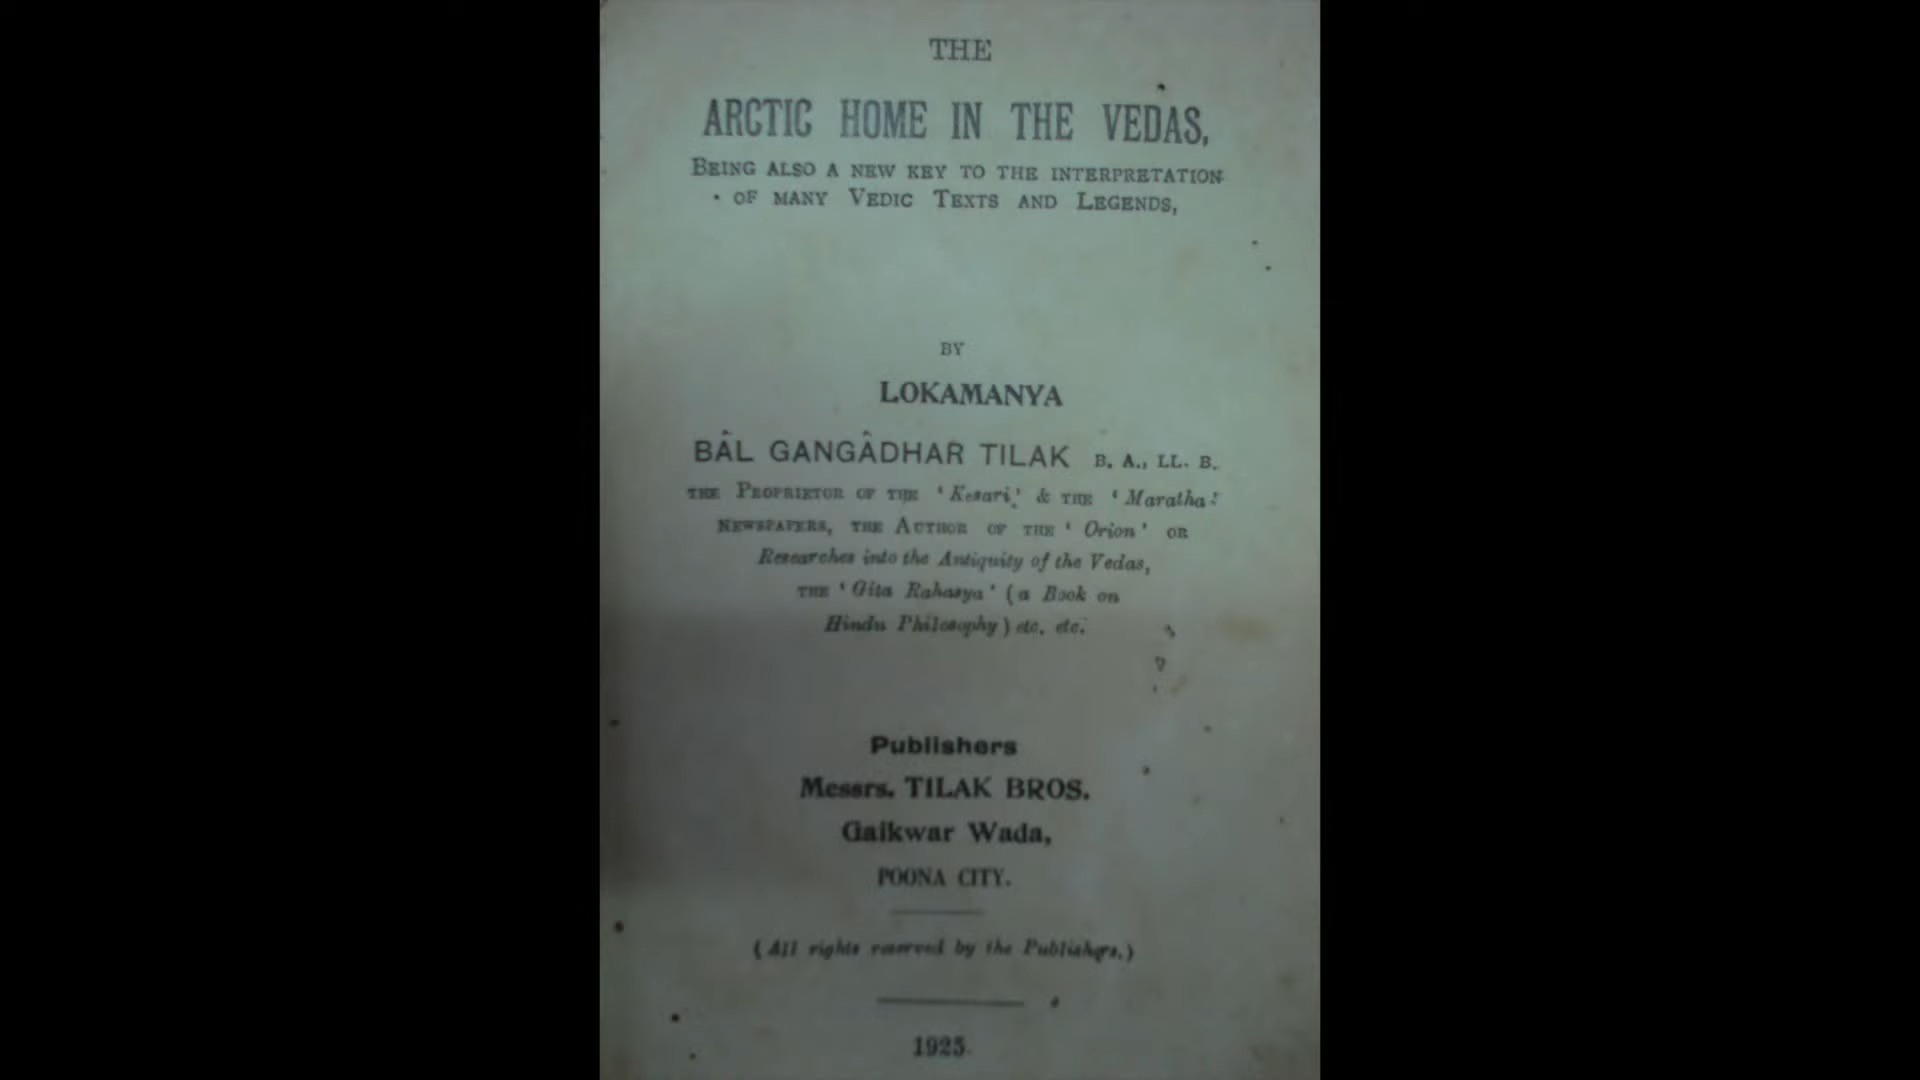 THE
ARCTIC HOME IN THE VEDAS,
BEING ALSO A NEW KEY TO THE INTERPRETATION
OF MANY VEDIC TEXTS AND LEGENDS,
BY
LOKAMANYA
BÂL GANGÂDHAR TILAK B. A., LL. B.
THE PROPRIETOR OF THE 'Kesari,' & THE 'Maratha'
NEWSPAPERS, THE AUTHOR OF THE 'Orion' OR
Researches into the Antiquity of the Vedas,
THE 'Gita Rahasya' (a Book on
Hindu Philosophy) etc. etc.
Publishers
Messrs. TILAK BROS.
Gaikwar Wada,
POONA CITY.
(All rights reserved by the Publishers.)
1925